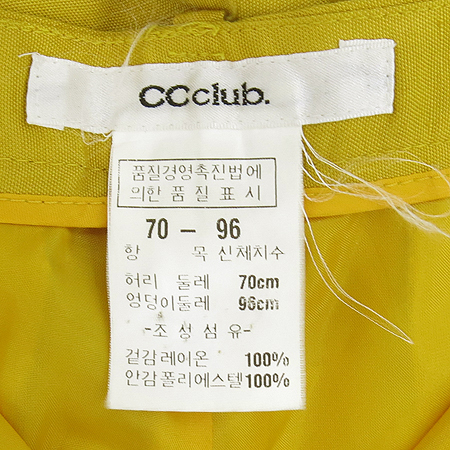 CCclub.
품질경영촉진법에
의한 품질표시
70 - 96
항 목 신체치수
허리 둘레 70cm
엉덩이둘레 96cm
-조성섬유-
겉감레이온 100%
안감폴리에스텔100%